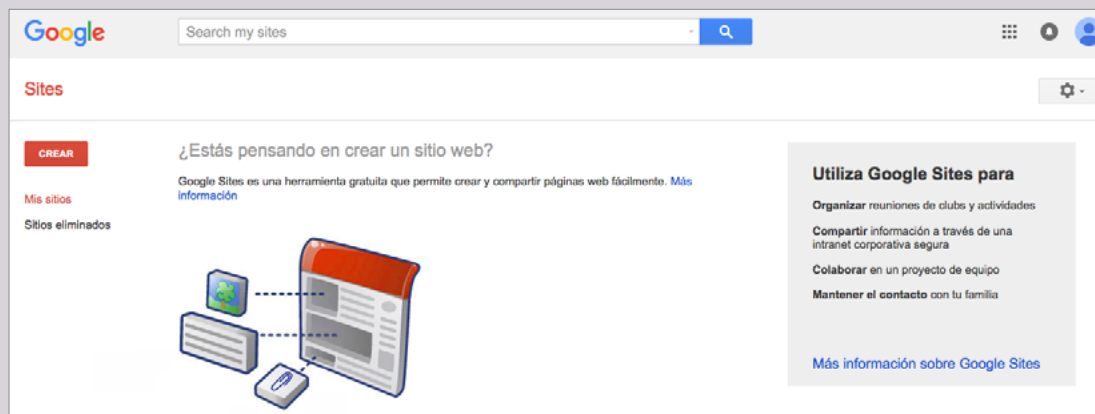 Google
Search my sites
Sites
CREAR
Mis sitios
Sitios eliminados
¿Estás pensando en crear un sitio web?
Google Sites es una herramienta gratuita que permite crear y compartir páginas web fácilmente. Más
información
Utiliza Google Sites para
Organizar reuniones de clubs y actividades
Compartir información a través de una
intranet corporativa segura
Colaborar en un proyecto de equipo
Mantener el contacto con tu familia
Más información sobre Google Sites